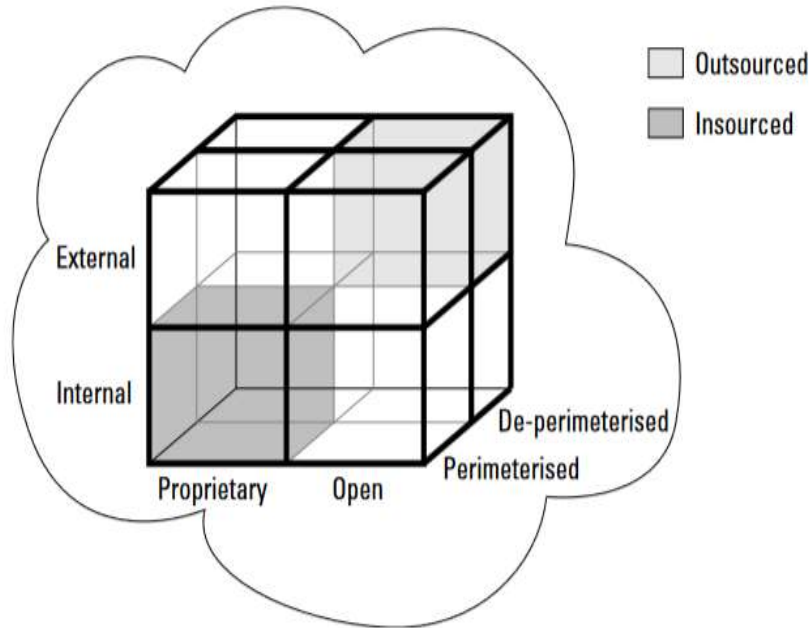 Outsourced
Insourced
External
Internal
De-perimeterised
Perimeterised
Proprietary
Open